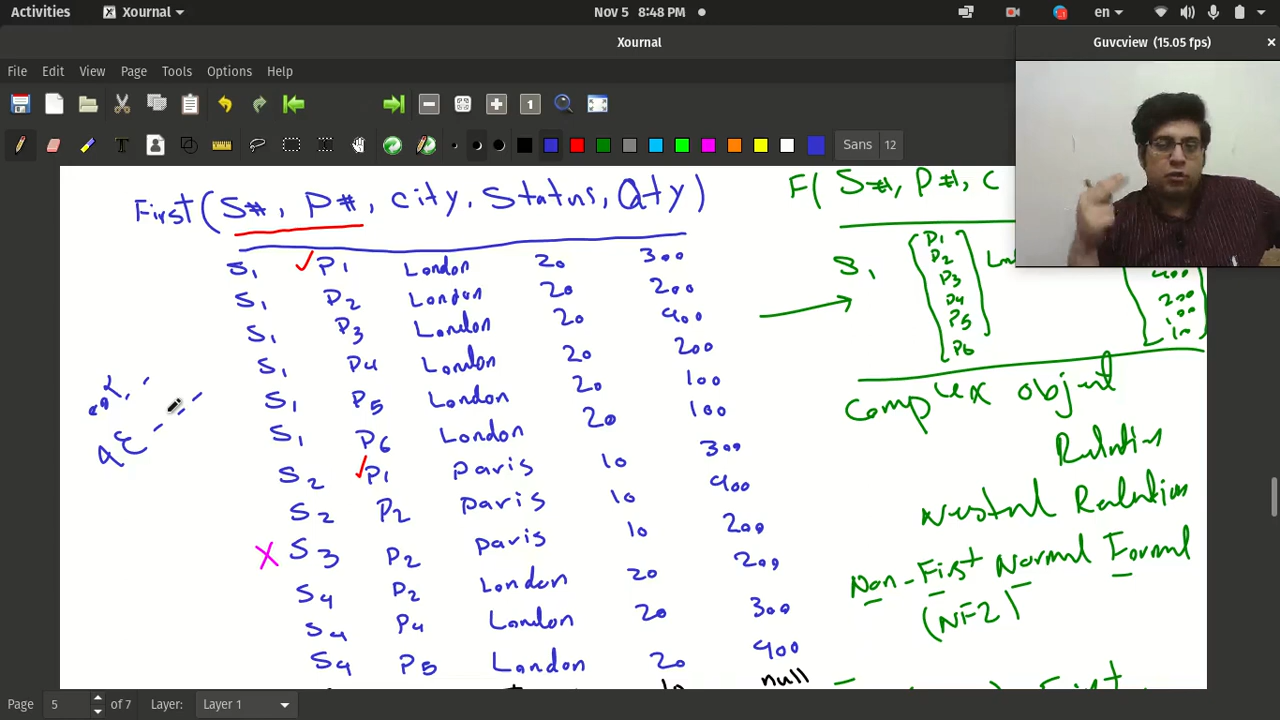 Activities Xournal Nov 5 8:48 PM en
Xournal
Guvcview (15.05 fps)
File Edit View Page Tools Options Help
Sans 12
First(S#, P#, city, Status, Qty)
S1 P1 London 20 300
S1 P2 London 20 200
S1 P3 London 20 400
S1 P4 London 20 200
S1 P5 London 20 100
S1 P6 London 20 100
S2 P1 Paris 10 300
S2 P2 Paris 10 400
X S3 P2 Paris 10 200
S4 P2 London 20 200
S4 P4 London 20 300
S4 P5 London 20 400
null
F( S#, P#, C
S1
P1
P2
P3
P4
P5
P6
200
100
Complex object
Relation
Relation
Non-First Normal Formal
(NF2)
Page 5 of 7 Layer: Layer 1